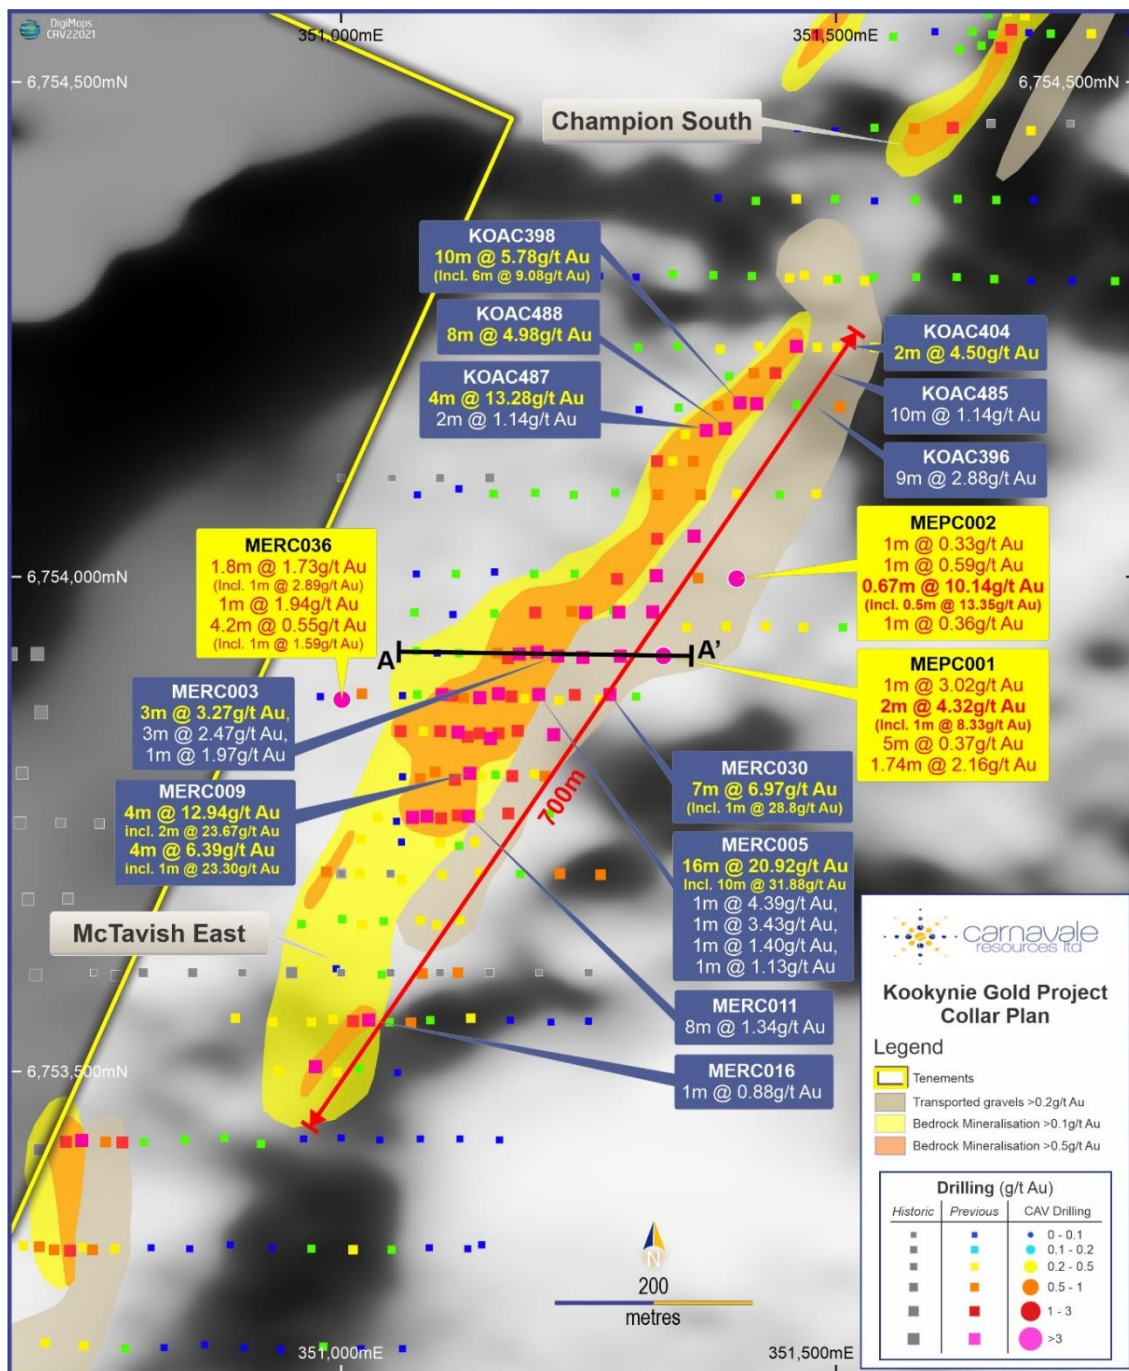 DigiMaps
CAV22021
351,000mE
351,500mE
6,754,500mN
6,754,500mN
Champion South
KOAC398
10m @ 5.78g/t Au
(Incl. 6m @ 9.08g/t Au)
KOAC488
8m @ 4.98g/t Au
KOAC487
4m @ 13.28g/t Au
2m @ 1.14g/t Au
KOAC404
2m @ 4.50g/t Au
KOAC485
10m @ 1.14g/t Au
KOAC396
9m @ 2.88g/t Au
MERC036
1.8m @ 1.73g/t Au
(Incl. 1m @ 2.89g/t Au)
1m @ 1.94g/t Au
4.2m @ 0.55g/t Au
(Incl. 1m @ 1.59g/t Au)
6,754,000mN
MEPC002
1m @ 0.33g/t Au
1m @ 0.59g/t Au
0.67m @ 10.14g/t Au
(Incl. 0.5m @ 13.35g/t Au)
1m @ 0.36g/t Au
A
A'
MERC003
3m @ 3.27g/t Au,
3m @ 2.47g/t Au,
1m @ 1.97g/t Au
MEPC001
1m @ 3.02g/t Au
2m @ 4.32g/t Au
(Incl. 1m @ 8.33g/t Au)
5m @ 0.37g/t Au
1.74m @ 2.16g/t Au
MERC009
4m @ 12.94g/t Au
incl. 2m @ 23.67g/t Au
4m @ 6.39g/t Au
incl. 1m @ 23.30g/t Au
700m
MERC030
7m @ 6.97g/t Au
(Incl. 1m @ 28.8g/t Au)
MERC005
16m @ 20.92g/t Au
Incl. 10m @ 31.88g/t Au
1m @ 4.39g/t Au,
1m @ 3.43g/t Au,
1m @ 1.40g/t Au,
1m @ 1.13g/t Au
McTavish East
MERC011
8m @ 1.34g/t Au
MERC016
1m @ 0.88g/t Au
6,753,500mN
N
200
metres
351,000mE
351,500mE
carnavale
resources ltd
Kookynie Gold Project
Collar Plan
Legend
Tenements
Transported gravels >0.2g/t Au
Bedrock Mineralisation >0.1g/t Au
Bedrock Mineralisation >0.5g/t Au
Drilling (g/t Au)
Historic Previous CAV Drilling
0 - 0.1
0.1 - 0.2
0.2 - 0.5
0.5 - 1
1 - 3
>3